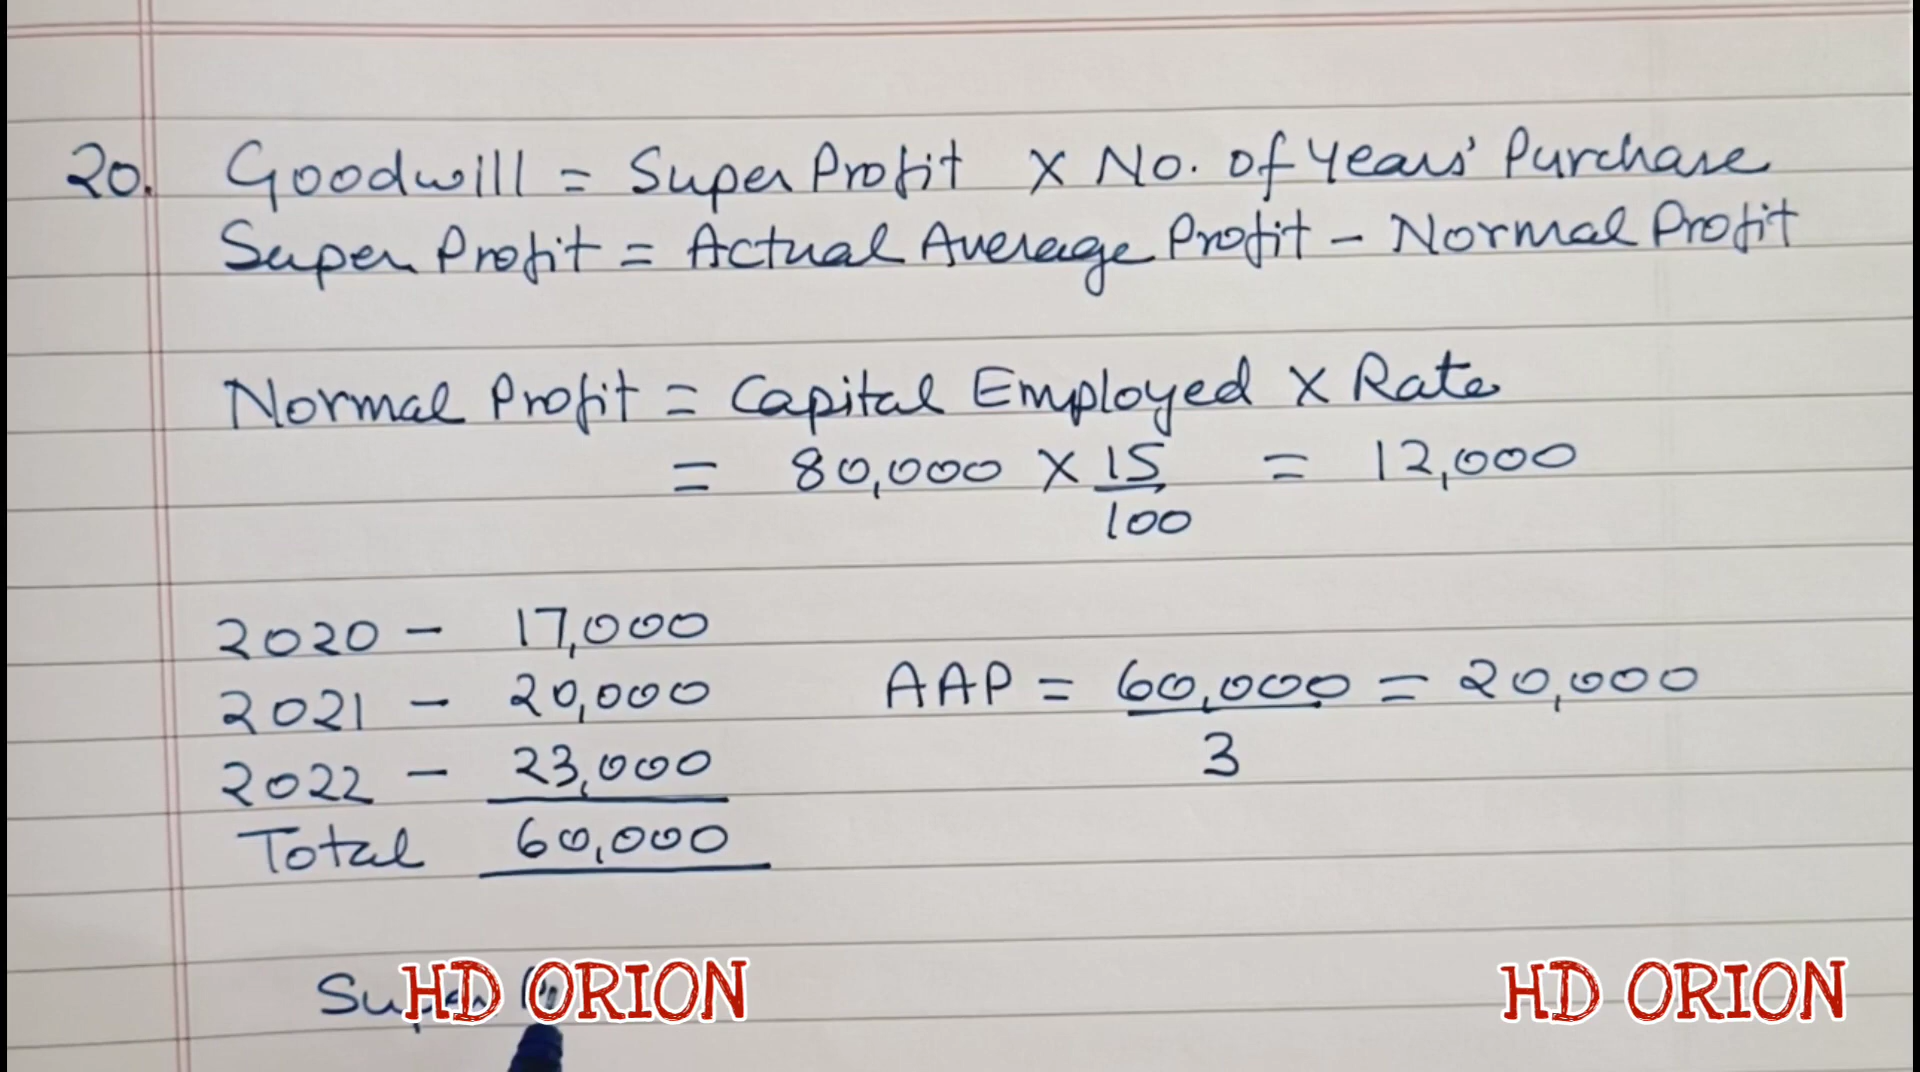 20. Goodwill = Super Profit X No. of Years' Purchase
Super Profit = Actual Average Profit - Normal Profit
Normal Profit = Capital Employed X Rate
= 80,000 X 15/100 = 12,000
2020 - 17,000
2021 - 20,000
AAP = 60,000/3 = 20,000
2022 - 23,000
Total 60,000
Super
HD ORION
HD ORION